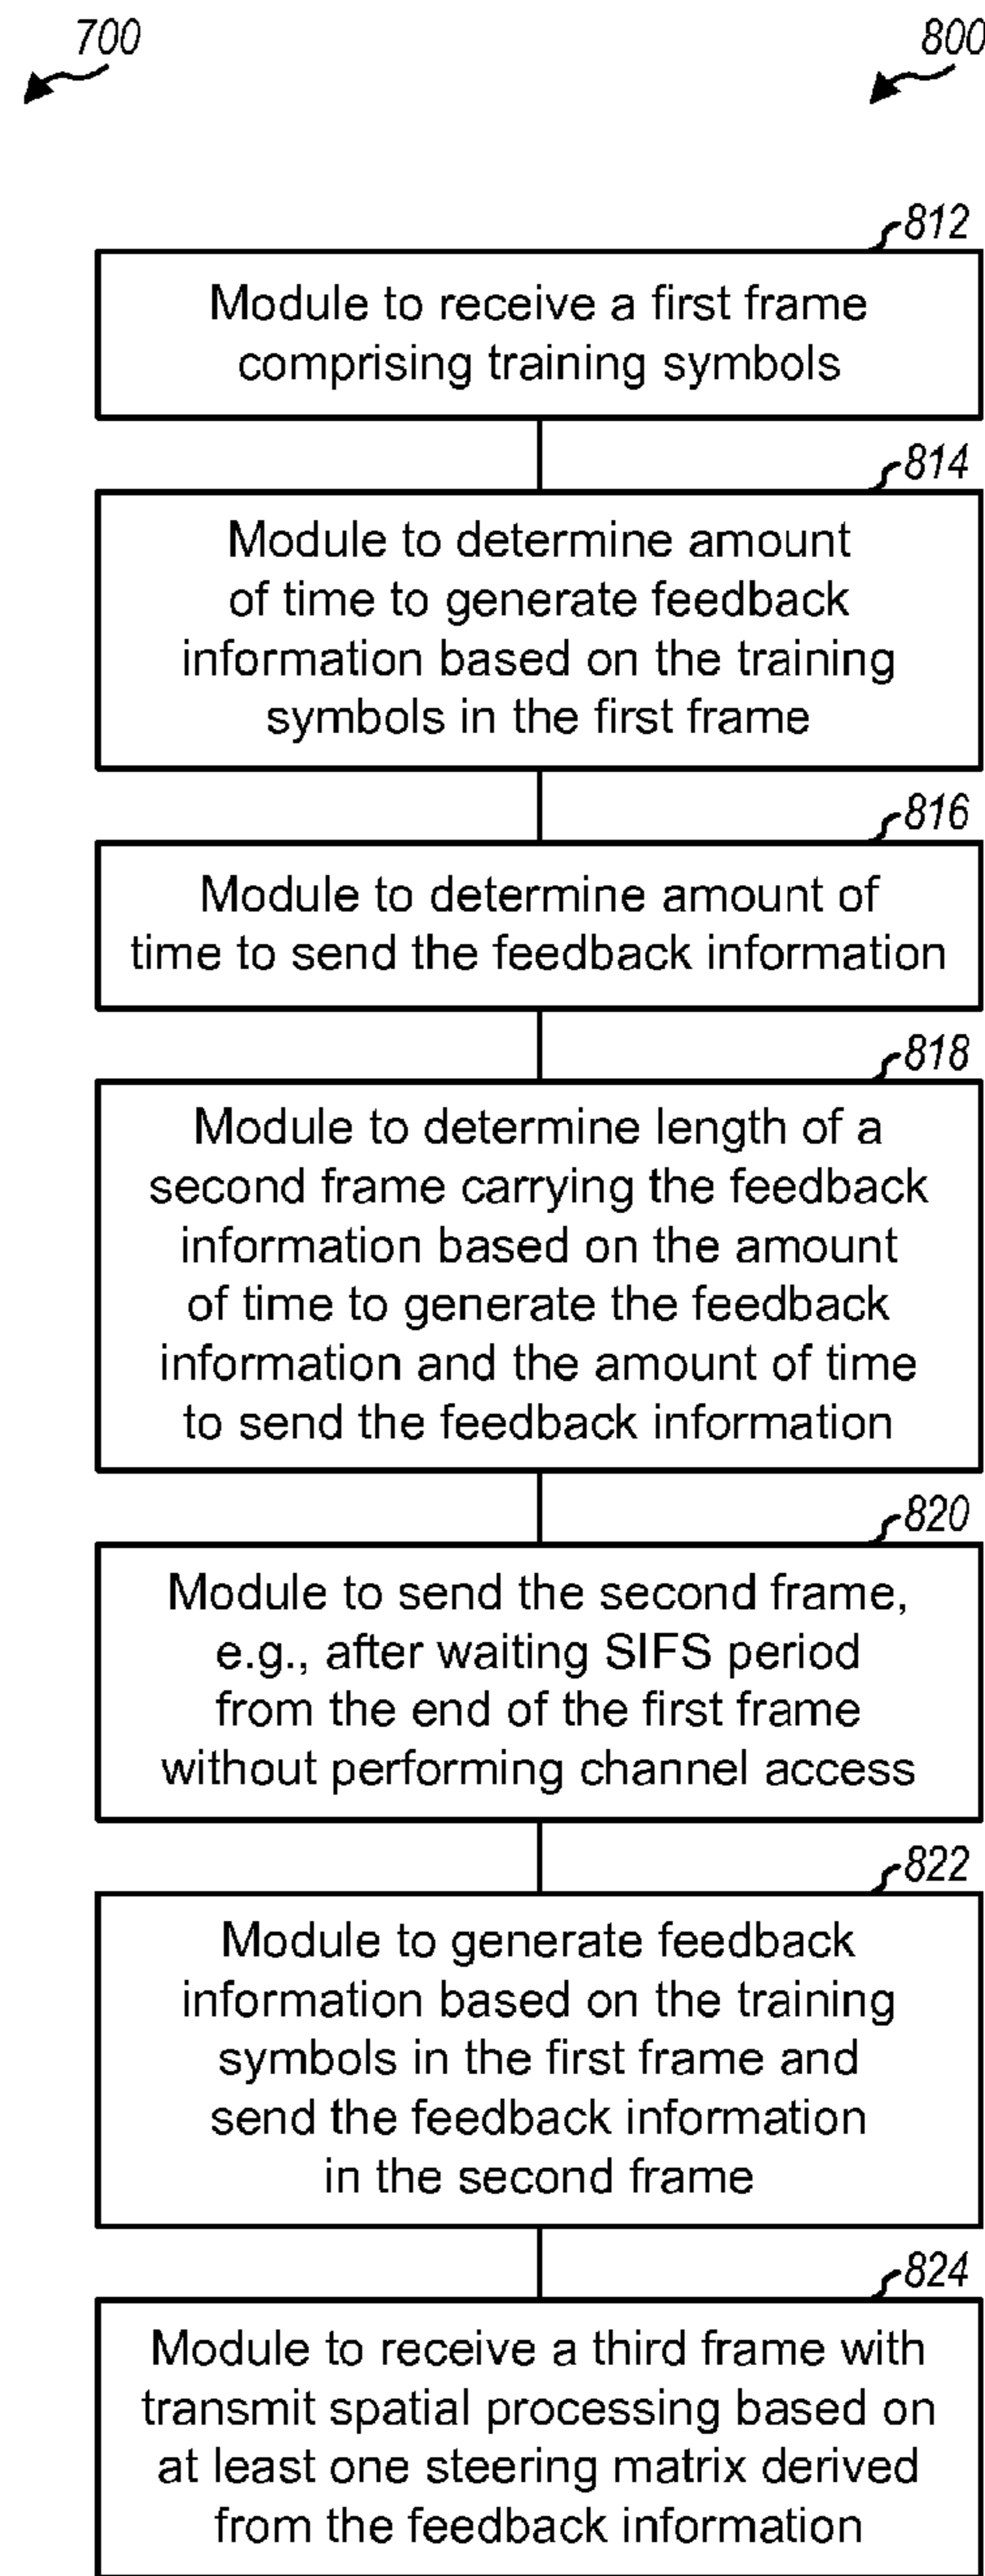 700
800
812
Module to receive a first frame
comprising training symbols
814
Module to determine amount
of time to generate feedback
information based on the training
symbols in the first frame
816
Module to determine amount of
time to send the feedback information
818
Module to determine length of a
second frame carrying the feedback
information based on the amount
of time to generate the feedback
information and the amount of time
to send the feedback information
820
Module to send the second frame,
e.g., after waiting SIFS period
from the end of the first frame
without performing channel access
822
Module to generate feedback
information based on the training
symbols in the first frame and
send the feedback information
in the second frame
824
Module to receive a third frame with
transmit spatial processing based on
at least one steering matrix derived
from the feedback information